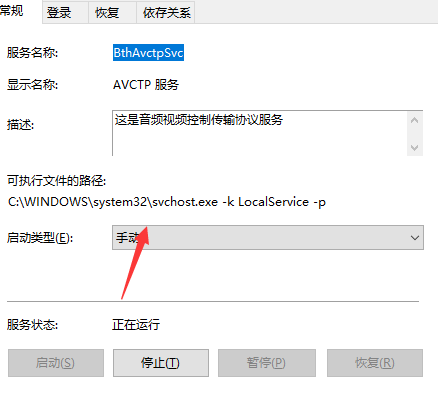 常规 登录 恢复 依存关系
服务名称: BthAvctpSvc
显示名称: AVCTP 服务
描述: 这是音频视频控制传输协议服务
可执行文件的路径:
C:\WINDOWS\system32\svchost.exe -k LocalService -p
启动类型(E): 手动
服务状态: 正在运行
启动(S) 停止(T) 暂停(P) 恢复(R)